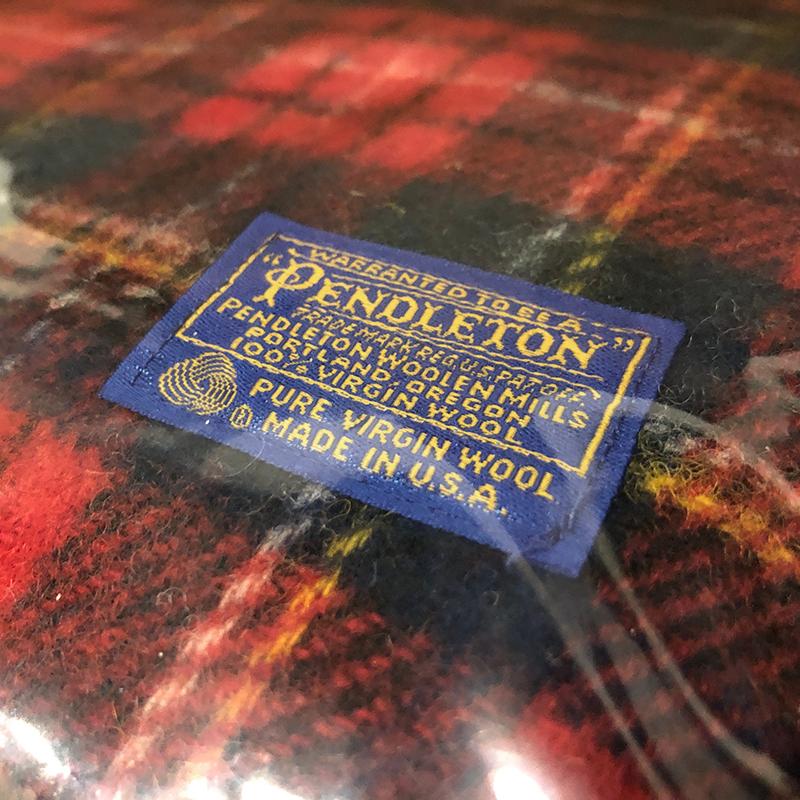 WARRANTED TO BE A
"PENDLETON"
TRADE MARK REG. U.S. PAT. OFF.
PENDLETON WOOLEN MILLS
PORTLAND, OREGON
100% VIRGIN WOOL
PURE VIRGIN WOOL
D MADE IN U.S.A.